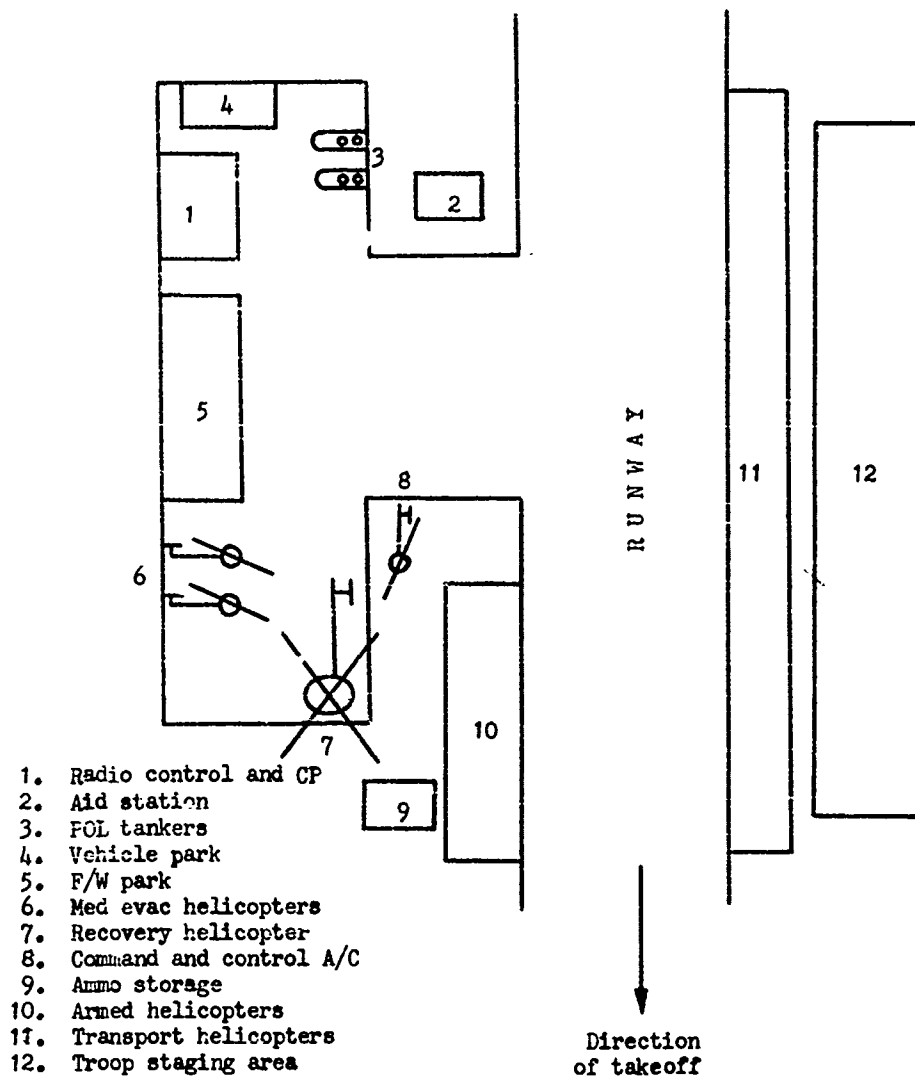 4
3
2
1
5
8
6
7
9
10
11
12
RUNWAY
1. Radio control and CP
2. Aid station
3. POL tankers
4. Vehicle park
5. F/W park
6. Med evac helicopters
7. Recovery helicopter
8. Command and control A/C
9. Ammo storage
10. Armed helicopters
11. Transport helicopters
12. Troop staging area
Direction
of takeoff